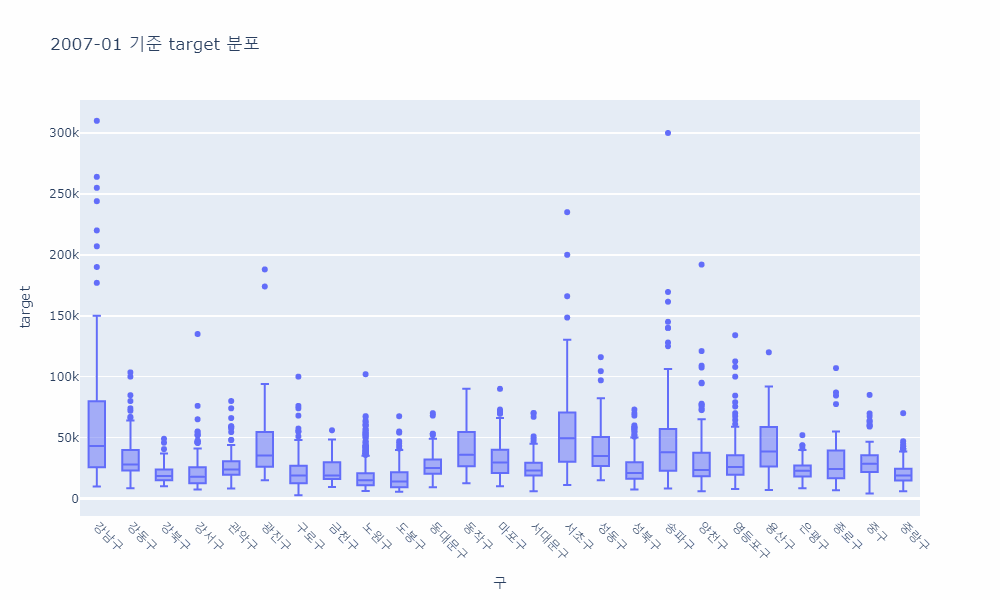 2007-01 기준 target 분포
300k
250k
200k
150k
100k
50k
0
target
강남구
강동구
강북구
강서구
관악구
광진구
구로구
금천구
노원구
도봉구
동대문구
동작구
마포구
서대문구
서초구
성동구
성북구
송파구
양천구
영등포구
용산구
은평구
종로구
중구
중랑구
구